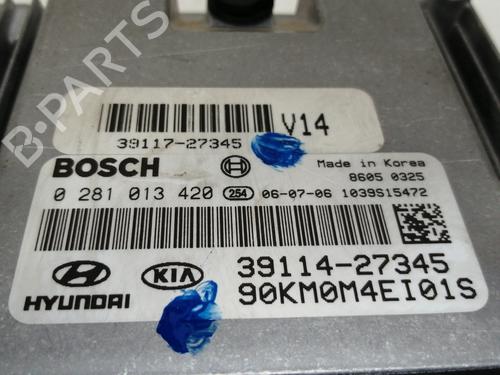 B-PARTS
39117-27345
V14
BOSCH
Made in Korea
8605 0325
0 281 013 420 254 06-07-06 1039S15472
HYUNDAI
KIA
39114-27345
90KM0M4EI01S